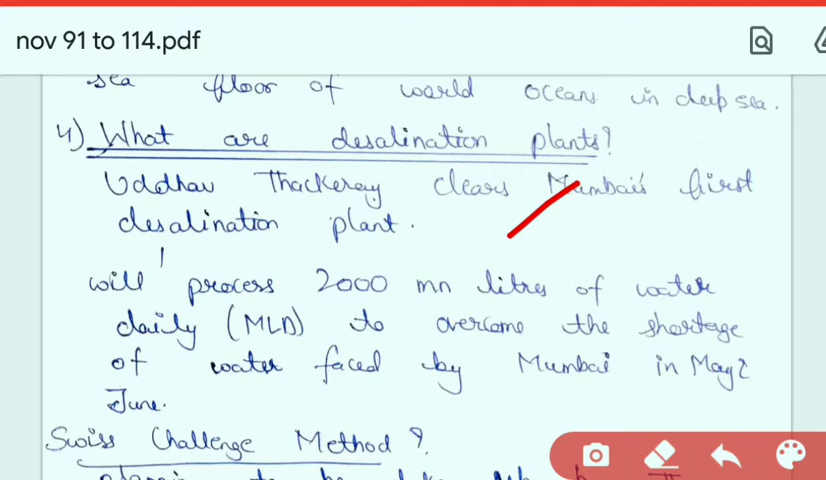 nov 91 to 114.pdf
sea floor of world oceans in deep sea.
4) What are desalination plants?
Uddhav Thackeray clears Mumbai's first
desalination plant.
will process 2000 mn litres of water
daily (MLD) to overcome the shortage
of water faced by Mumbai in May &
June.
Swiss Challenge Method?
to be